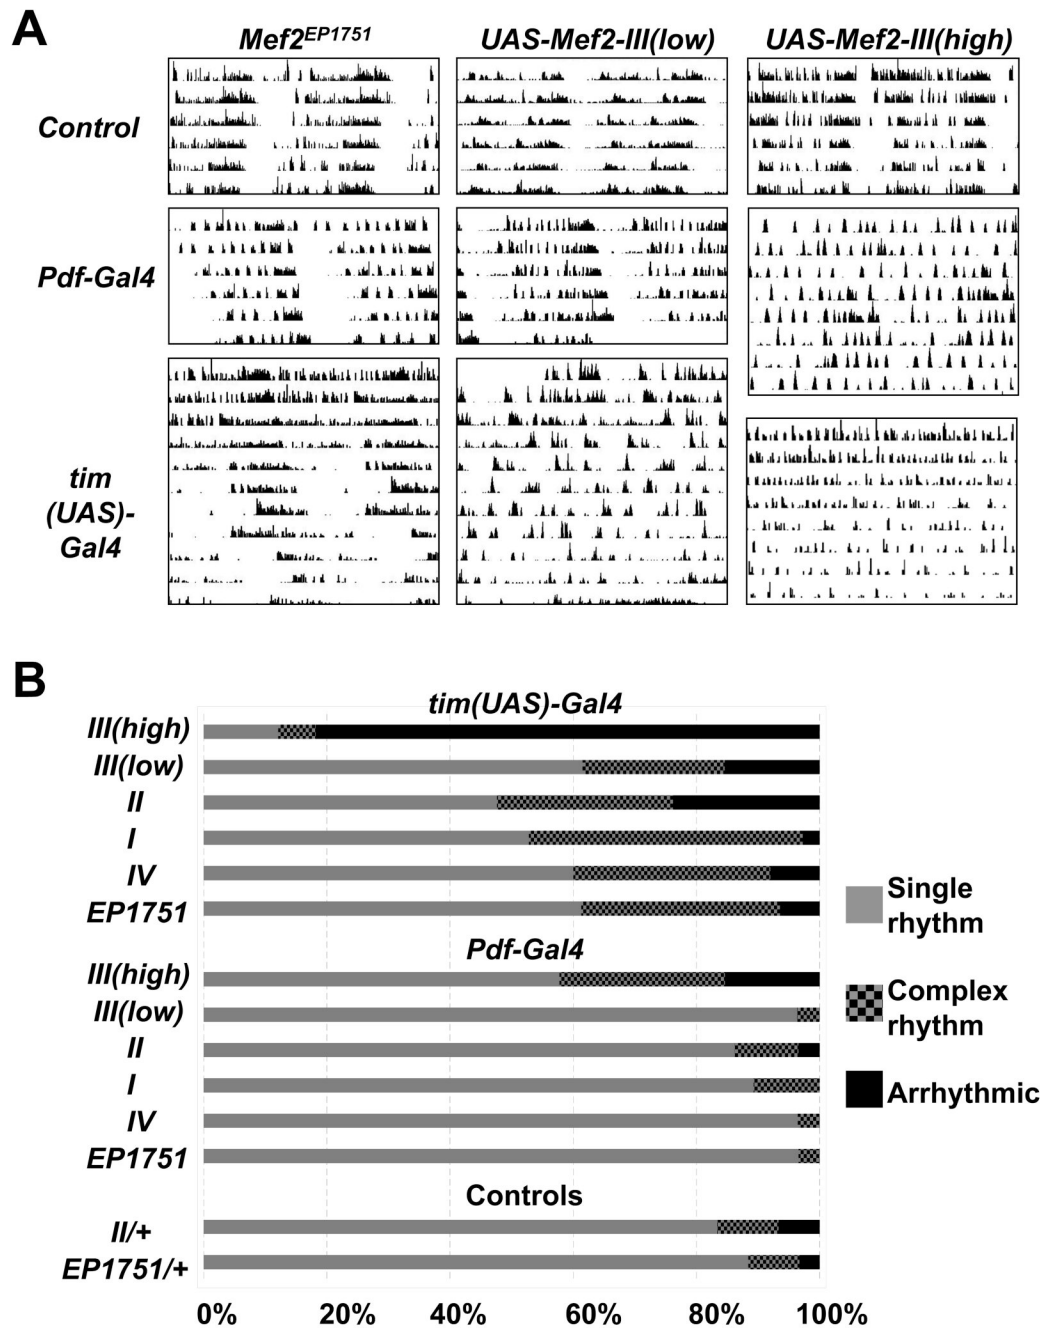 A
Mef2EP1751 UAS-Mef2-III(low) UAS-Mef2-III(high)
Control
Pdf-Gal4
tim
(UAS)-
Gal4
B
tim(UAS)-Gal4
III(high)
III(low)
II
I
IV
EP1751
Pdf-Gal4
III(high)
III(low)
II
I
IV
EP1751
Controls
II/+
EP1751/+
0% 20% 40% 60% 80% 100%
Single
rhythm
Complex
rhythm
Arrhythmic